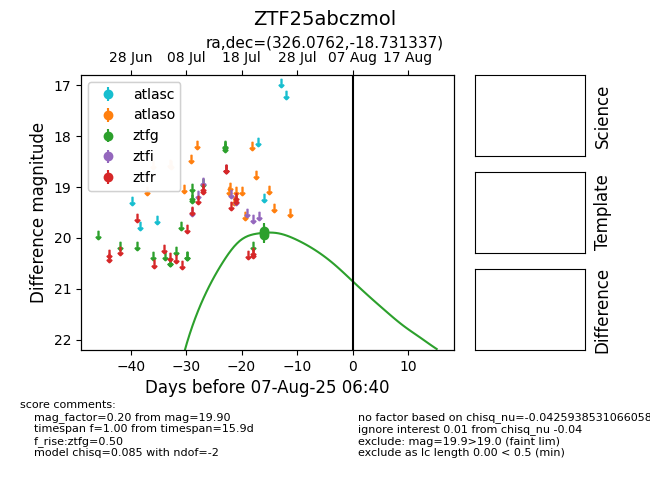 ZTF25abczmol
ra,dec=(326.0762,-18.731337)
28 Jun 08 Jul 18 Jul 28 Jul 07 Aug 17 Aug
17
18
19
20
21
22
Difference magnitude
atlasc
atlaso
ztfg
ztfi
ztfr
−40 −30 −20 −10 0 10
Days before 07-Aug-25 06:40
Science
Template
Difference
score comments:
mag_factor=0.20 from mag=19.90
timespan f=1.00 from timespan=15.9d
f_rise:ztfg=0.50
model chisq=0.085 with ndof=-2
no factor based on chisq_nu=-0.0425938531066058
ignore interest 0.01 from chisq_nu -0.04
exclude: mag=19.9>19.0 (faint lim)
exclude as lc length 0.00 < 0.5 (min)